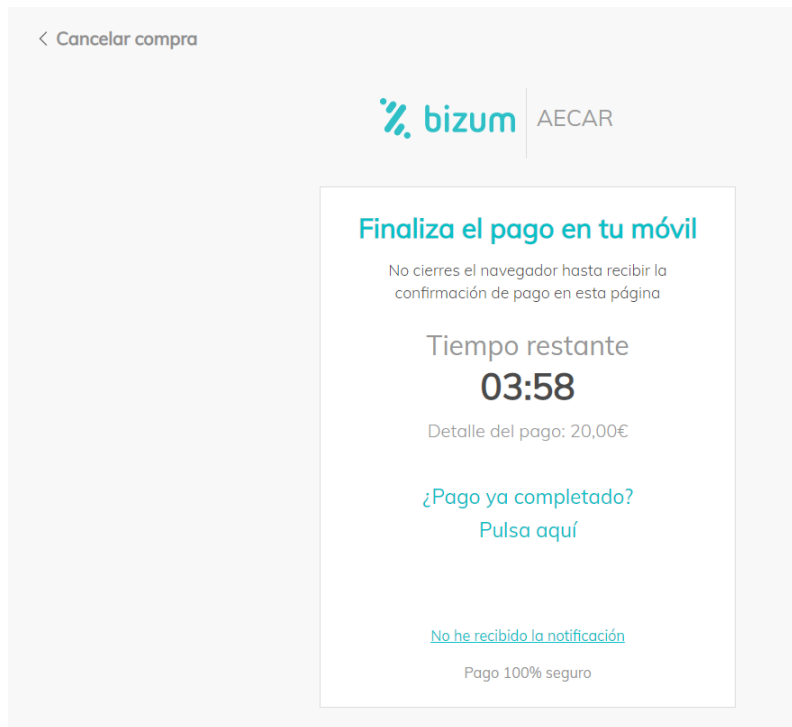 < Cancelar compra
bizum AECAR
Finaliza el pago en tu móvil
No cierres el navegador hasta recibir la
confirmación de pago en esta página
Tiempo restante
03:58
Detalle del pago: 20,00€
¿Pago ya completado?
Pulsa aquí
No he recibido la notificación
Pago 100% seguro